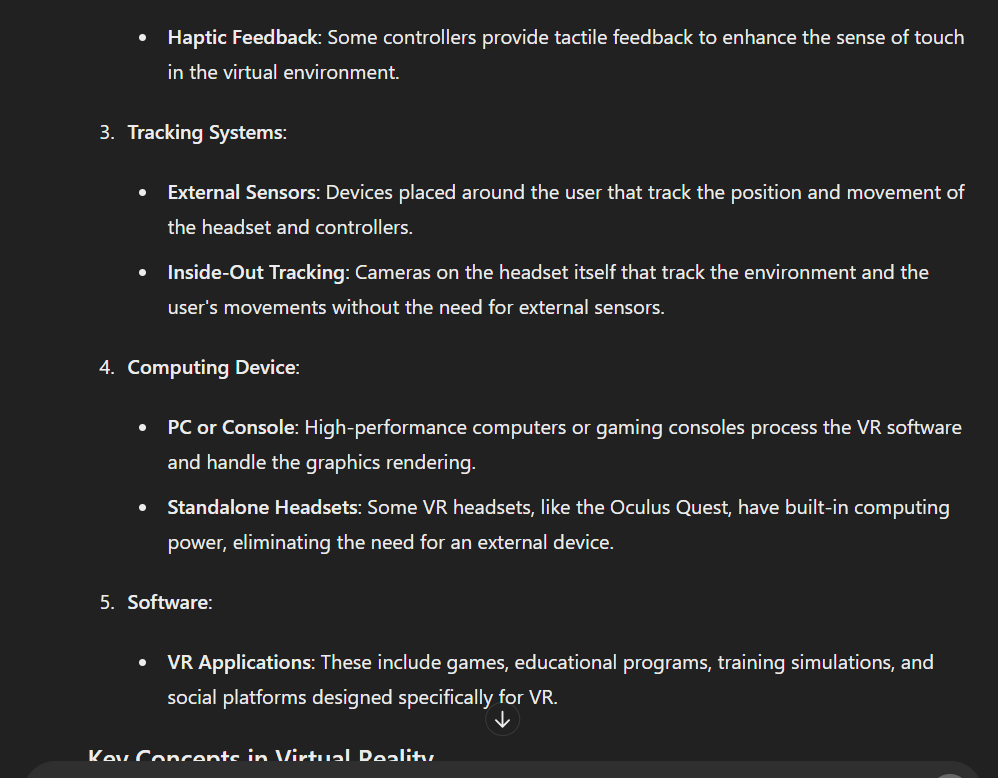 • Haptic Feedback: Some controllers provide tactile feedback to enhance the sense of touch
in the virtual environment.
3. Tracking Systems:
• External Sensors: Devices placed around the user that track the position and movement of
the headset and controllers.
• Inside-Out Tracking: Cameras on the headset itself that track the environment and the
user's movements without the need for external sensors.
4. Computing Device:
• PC or Console: High-performance computers or gaming consoles process the VR software
and handle the graphics rendering.
• Standalone Headsets: Some VR headsets, like the Oculus Quest, have built-in computing
power, eliminating the need for an external device.
5. Software:
• VR Applications: These include games, educational programs, training simulations, and
social platforms designed specifically for VR.
Key Concepts in Virtual Reality